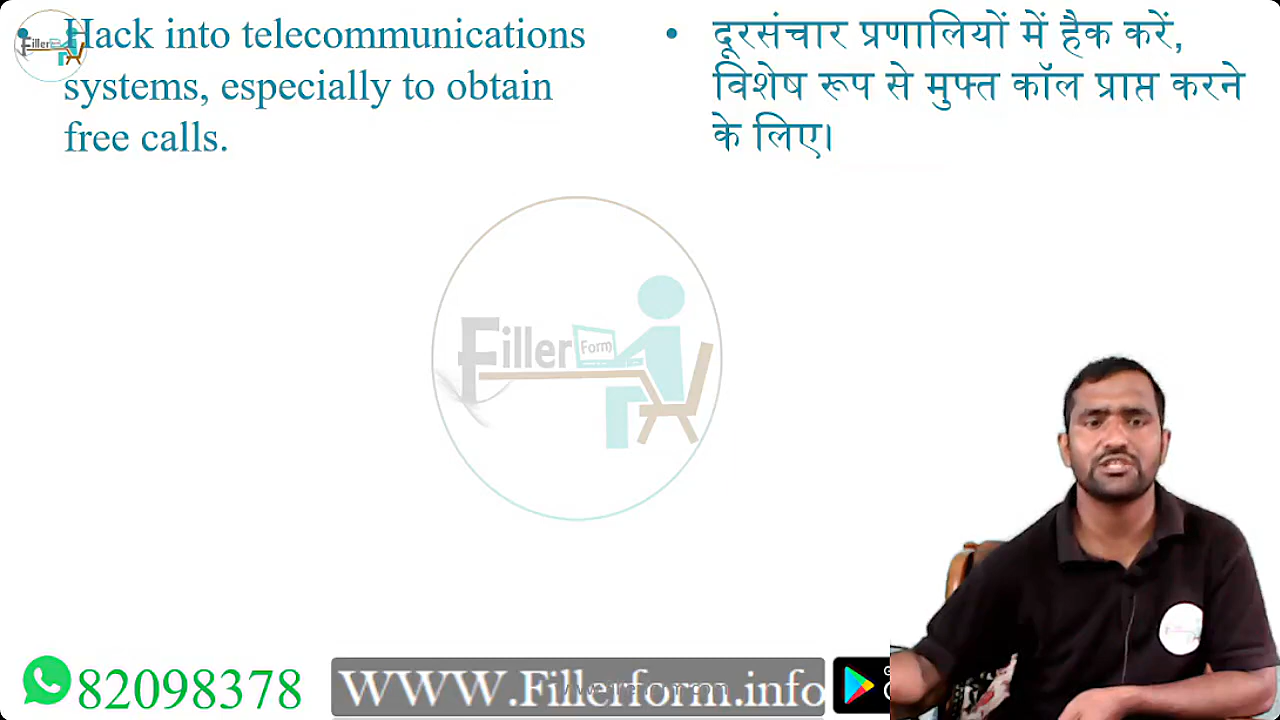 Hack into telecommunications
systems, especially to obtain
free calls.
दूरसंचार प्रणालियों में हैक करें,
विशेष रूप से मुफ्त कॉल प्राप्त करने
के लिए।
Filler Form
82098378
WWW.Fillerform.info